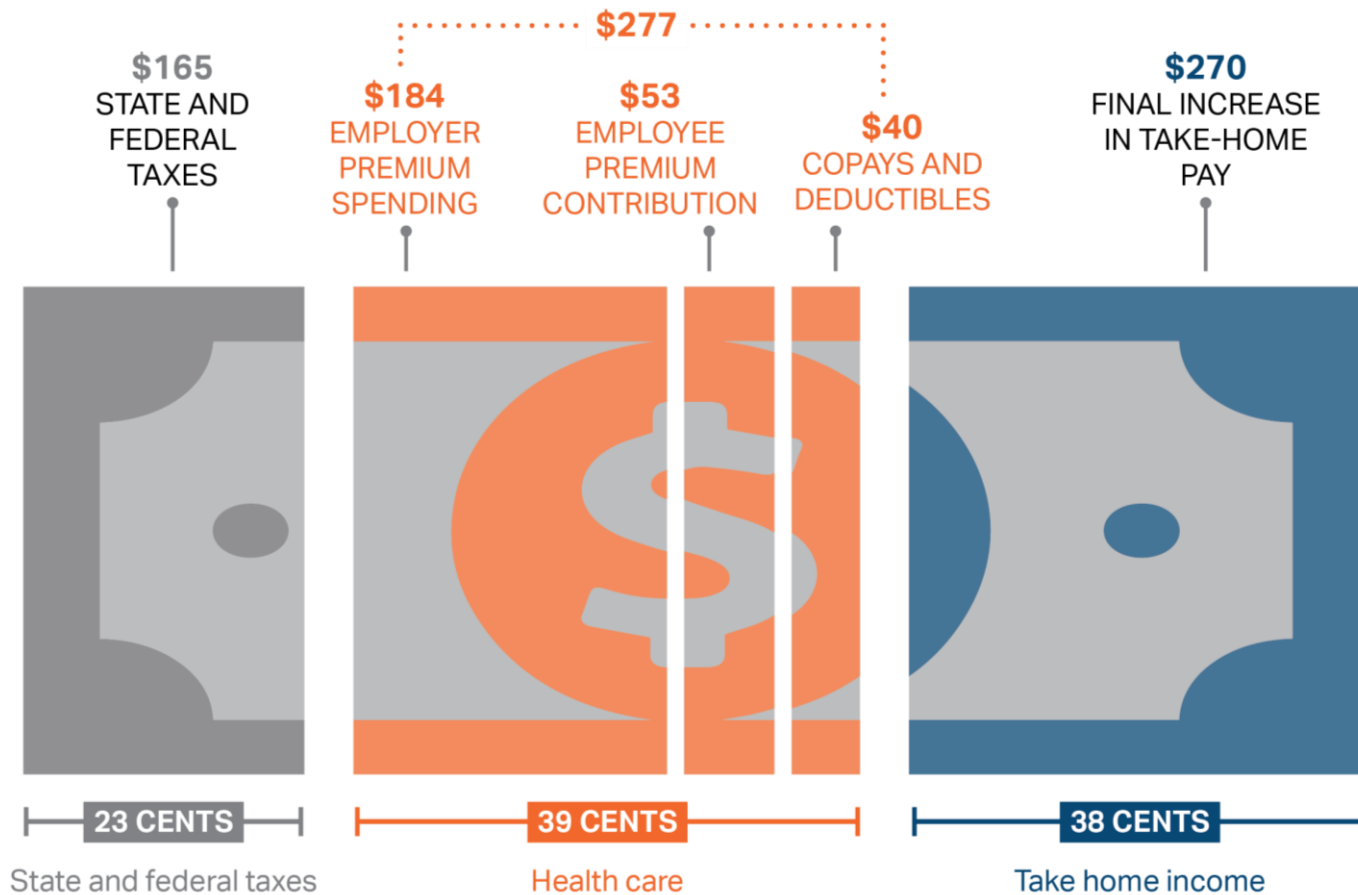 $277
$165
STATE AND
FEDERAL
TAXES
$184
EMPLOYER
PREMIUM
SPENDING
$53
EMPLOYEE
PREMIUM
CONTRIBUTION
$40
COPAYS AND
DEDUCTIBLES
$270
FINAL INCREASE
IN TAKE-HOME
PAY
$
23 CENTS
39 CENTS
38 CENTS
State and federal taxes
Health care
Take home income